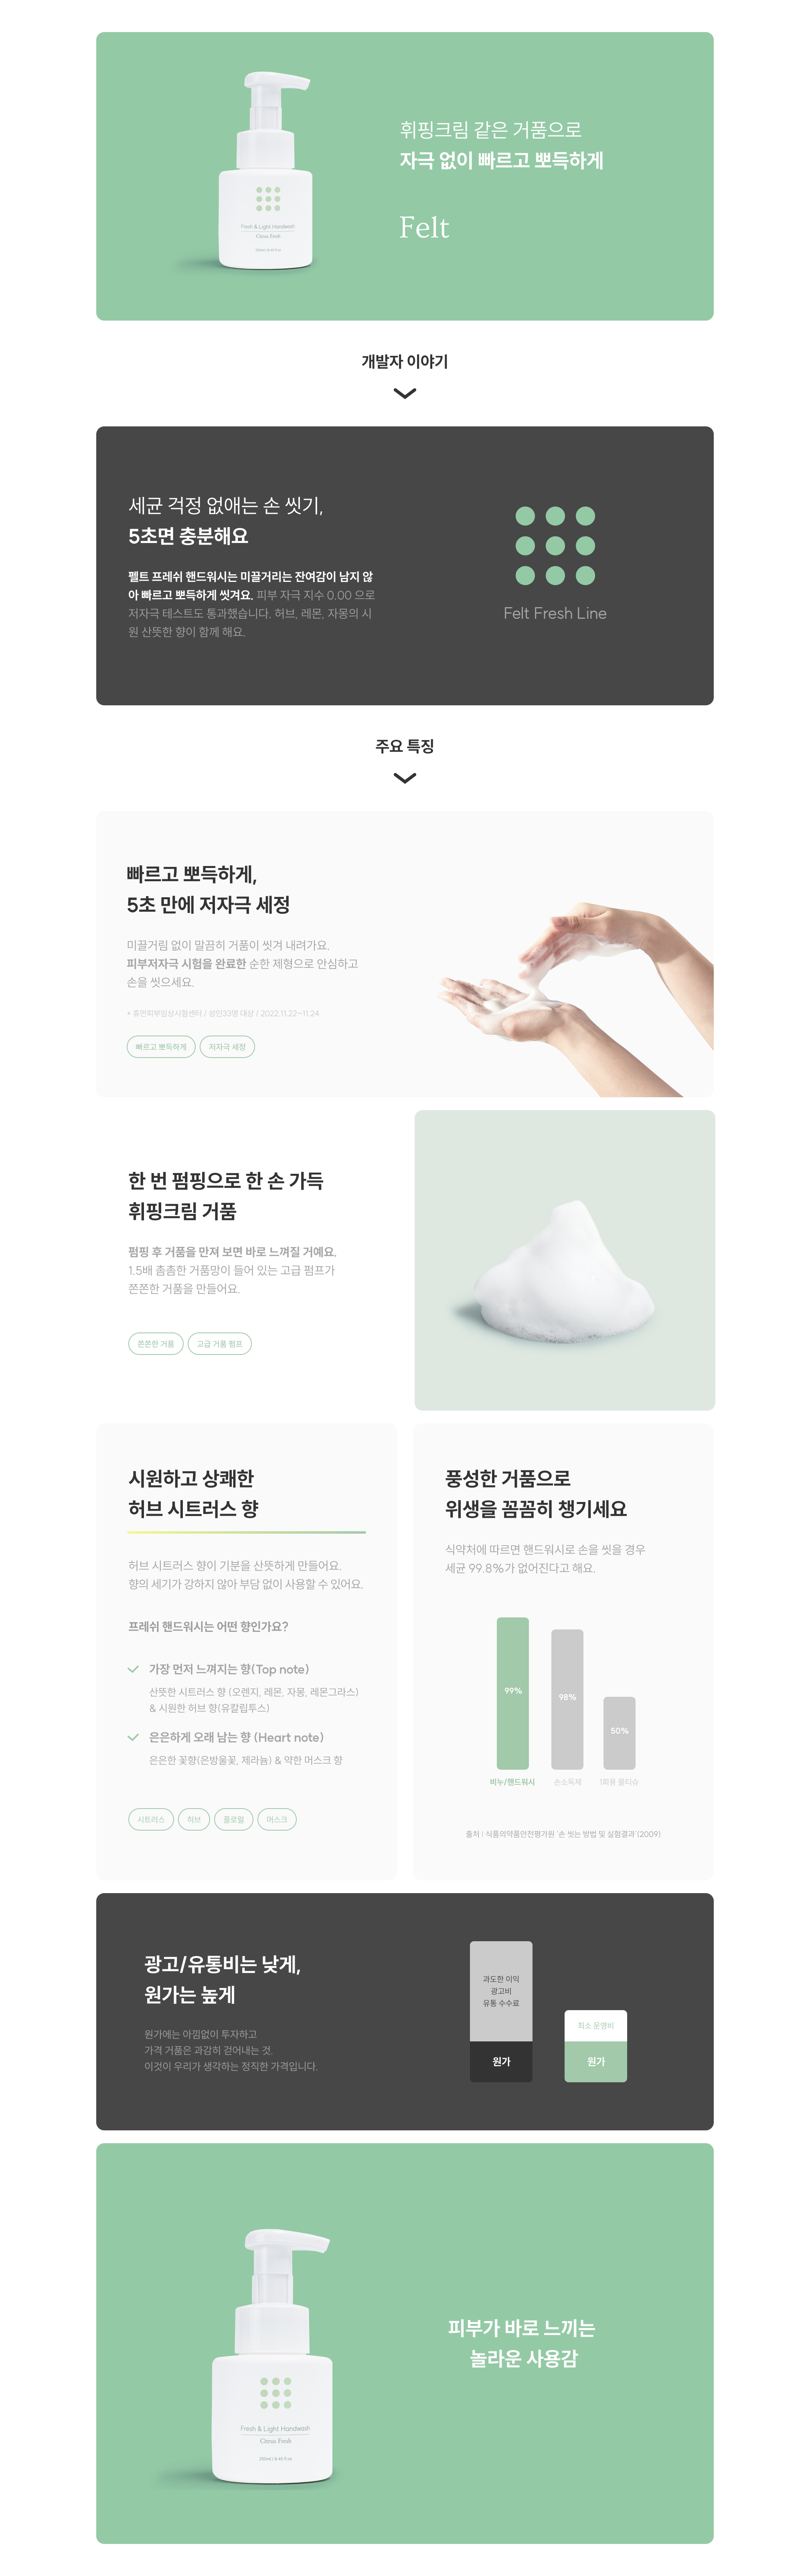 휘핑크림 같은 거품으로
자극 없이 빠르고 뽀득하게
Felt
Fresh & Light Handwash
Citrus Fresh
개발자 이야기
세균 걱정 없애는 손 씻기,
5초면 충분해요
펠트 프레쉬 핸드워시는 미끌거리는 잔여감이 남지 않
아 빠르고 뽀득하게 씻겨요. 피부 자극 지수 0.00 으로
저자극 테스트도 통과했습니다. 허브, 레몬, 자몽의 시
원 산뜻한 향이 함께 해요.
Felt Fresh Line
주요 특징
빠르고 뽀득하게,
5초 만에 저자극 세정
미끌거림 없이 말끔히 거품이 씻겨 내려가요.
피부저자극 시험을 완료한 순한 제형으로 안심하고
손을 씻으세요.
* 휴먼피부임상시험센터 / 성인33명 대상 / 2022.11.22~11.24
빠르고 뽀득하게
저자극 세정
한 번 펌핑으로 한 손 가득
휘핑크림 거품
펌핑 후 거품을 만져 보면 바로 느껴질 거예요.
1.5배 촘촘한 거품망이 들어 있는 고급 펌프가
쫀쫀한 거품을 만들어요.
쫀쫀한 거품
고급 거품 펌프
시원하고 상쾌한
허브 시트러스 향
허브 시트러스 향이 기분을 산뜻하게 만들어요.
향의 세기가 강하지 않아 부담 없이 사용할 수 있어요.
프레쉬 핸드워시는 어떤 향인가요?
가장 먼저 느껴지는 향(Top note)
산뜻한 시트러스 향 (오렌지, 레몬, 자몽, 레몬그라스)
& 시원한 허브 향(유칼립투스)
은은하게 오래 남는 향 (Heart note)
은은한 꽃향(은방울꽃, 제라늄) & 약한 머스크 향
시트러스
허브
플로럴
머스크
풍성한 거품으로
위생을 꼼꼼히 챙기세요
식약처에 따르면 핸드워시로 손을 씻을 경우
세균 99.8%가 없어진다고 해요.
99%
98%
50%
비누/핸드워시
손소독제
1회용 물티슈
출처 | 식품의약품안전평가원 '손 씻는 방법 및 실험결과'(2009)
광고/유통비는 낮게,
원가는 높게
원가에는 아낌없이 투자하고
가격 거품은 과감히 걷어내는 것.
이것이 우리가 생각하는 정직한 가격입니다.
과도한 이익
광고비
유통 수수료
원가
최소 운영비
원가
피부가 바로 느끼는
놀라운 사용감
Fresh & Light Handwash
Citrus Fresh
250ml | 8.45 fl.oz